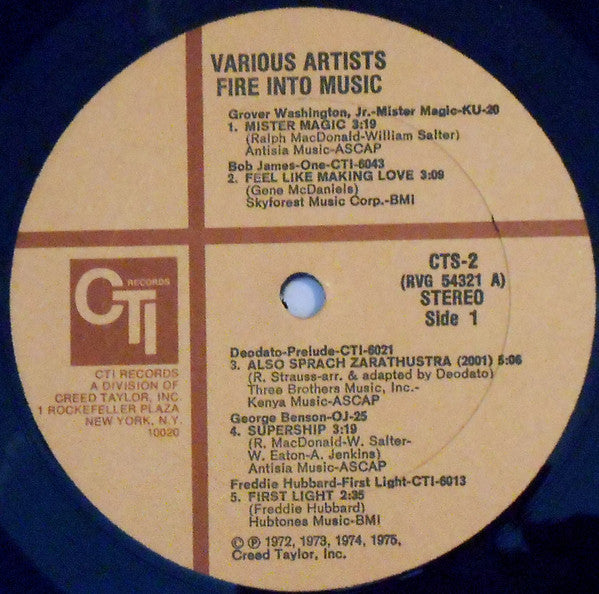 VARIOUS ARTISTS
FIRE INTO MUSIC
Grover Washington, Jr.-Mister Magic-KU-20
1. MISTER MAGIC 3:19
(Ralph MacDonald-William Salter)
Antisia Music-ASCAP
Bob James-One-CTI-6043
2. FEEL LIKE MAKING LOVE 3:09
(Gene McDaniels)
Skyforest Music Corp.-BMI
CTI RECORDS
CTI RECORDS
A DIVISION OF
CREED TAYLOR, INC.
1 ROCKEFELLER PLAZA
NEW YORK, N.Y.
10020
CTS-2
(RVG 54321 A)
STEREO
Side 1
Deodato-Prelude-CTI-6021
3. ALSO SPRACH ZARATHUSTRA (2001) 5:06
(R. Strauss-arr. & adapted by Deodato)
Three Brothers Music, Inc.-
Kenya Music-ASCAP
George Benson-OJ-25
4. SUPERSHIP 3:19
(R. MacDonald-W. Salter-
W. Eaton-A. Jenkins)
Antisia Music-ASCAP
Freddie Hubbard-First Light-CTI-6013
5. FIRST LIGHT 2:35
(Freddie Hubbard)
Hubtones Music-BMI
© ℗ 1972, 1973, 1974, 1975,
Creed Taylor, Inc.